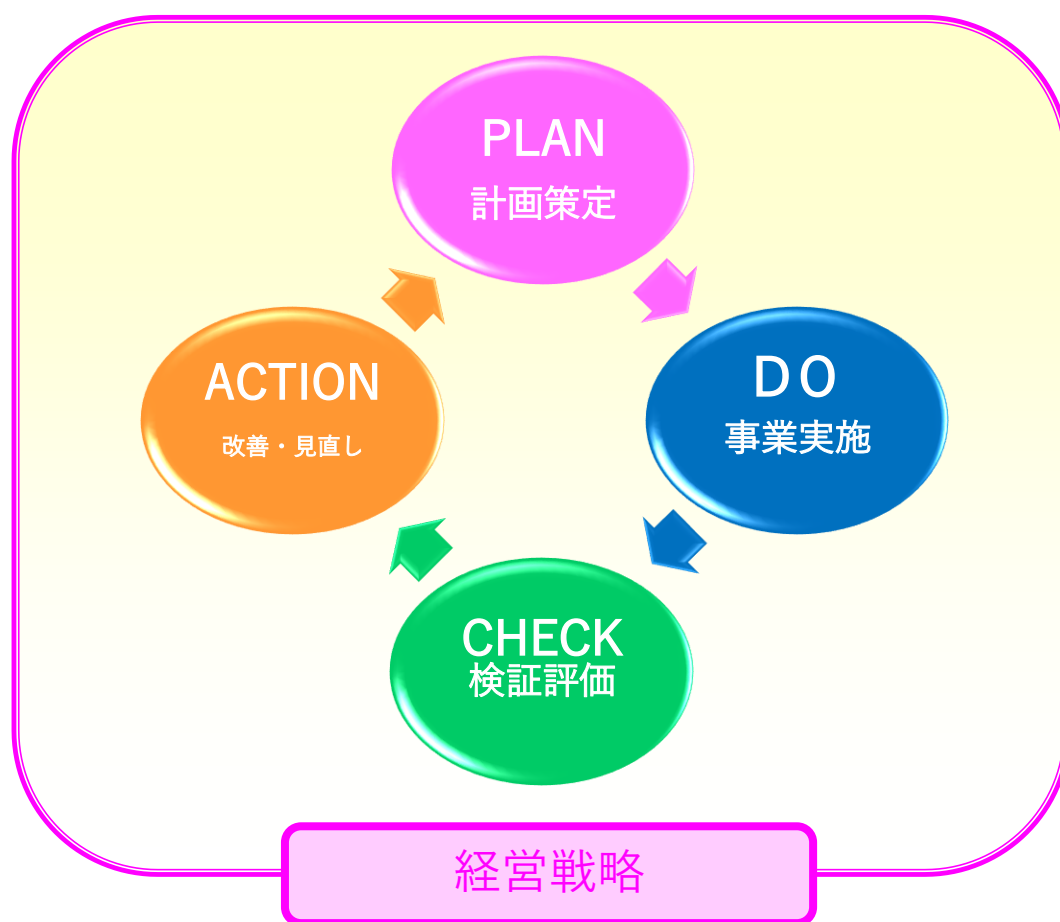 PLAN
計画策定
ACTION
改善・見直し
ＤＯ
事業実施
CHECK
検証評価
経営戦略